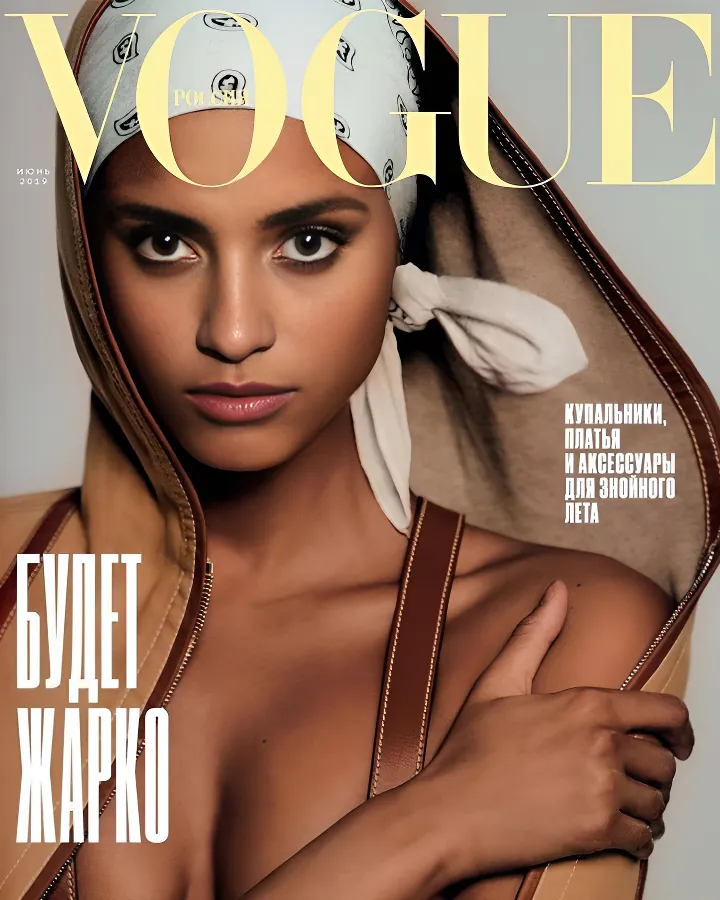 VOGUE
РОССИЯ
ИЮНЬ
2019
КУПАЛЬНИКИ,
ПЛАТЬЯ
И АКСЕССУАРЫ
ДЛЯ ЗНОЙНОГО
ЛЕТА
БУДЕТ
ЖАРКО